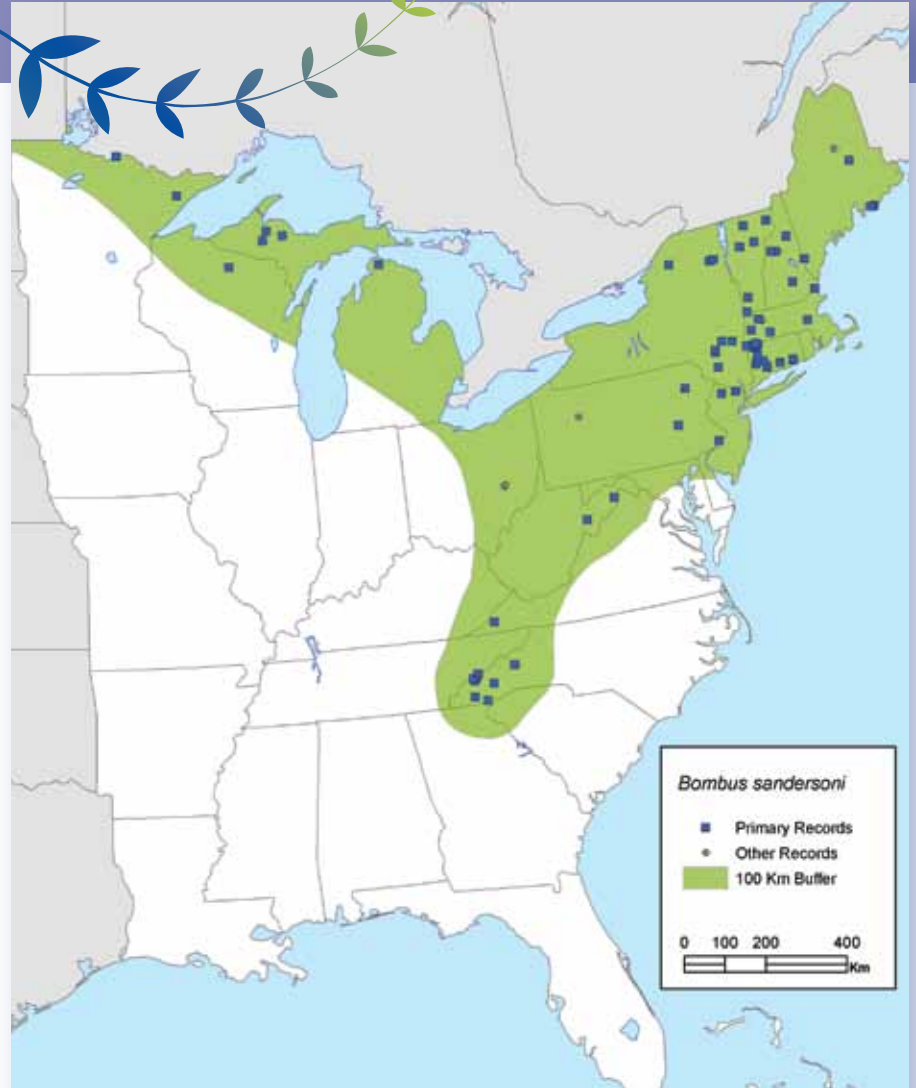 Bombus sandersoni
Primary Records
Other Records
100 Km Buffer
0 100 200 400
Km